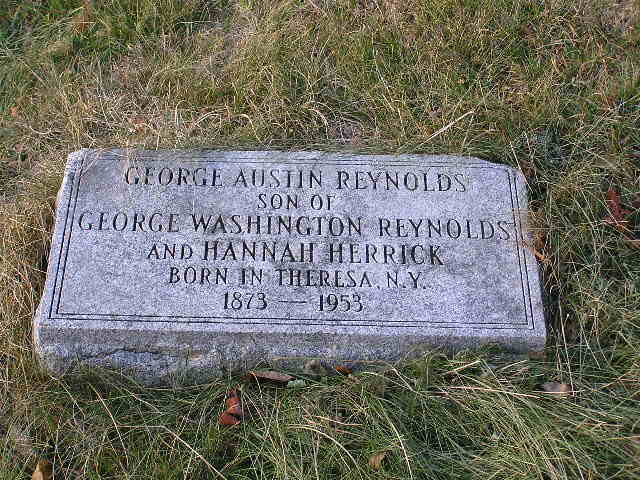 GEORGE AUSTIN REYNOLDS
SON OF
GEORGE WASHINGTON REYNOLDS
AND HANNAH HERRICK
BORN IN THERESA, N.Y.
1873 — 1953